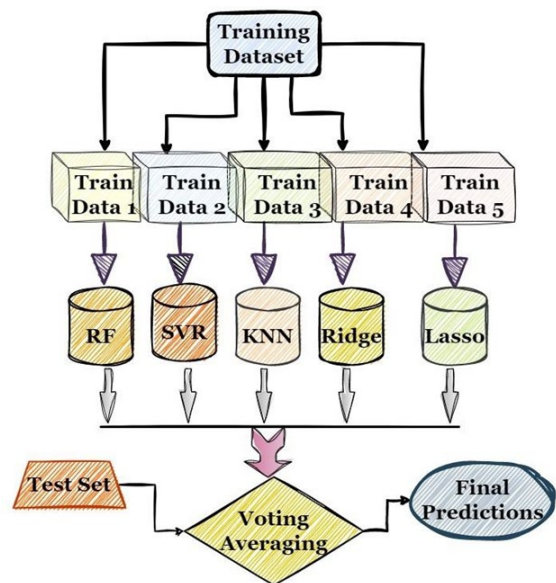 Training
Dataset
Train
Data 1
Train
Data 2
Train
Data 3
Train
Data 4
Train
Data 5
RF
SVR
KNN
Ridge
Lasso
Test Set
Voting
Averaging
Final
Predictions